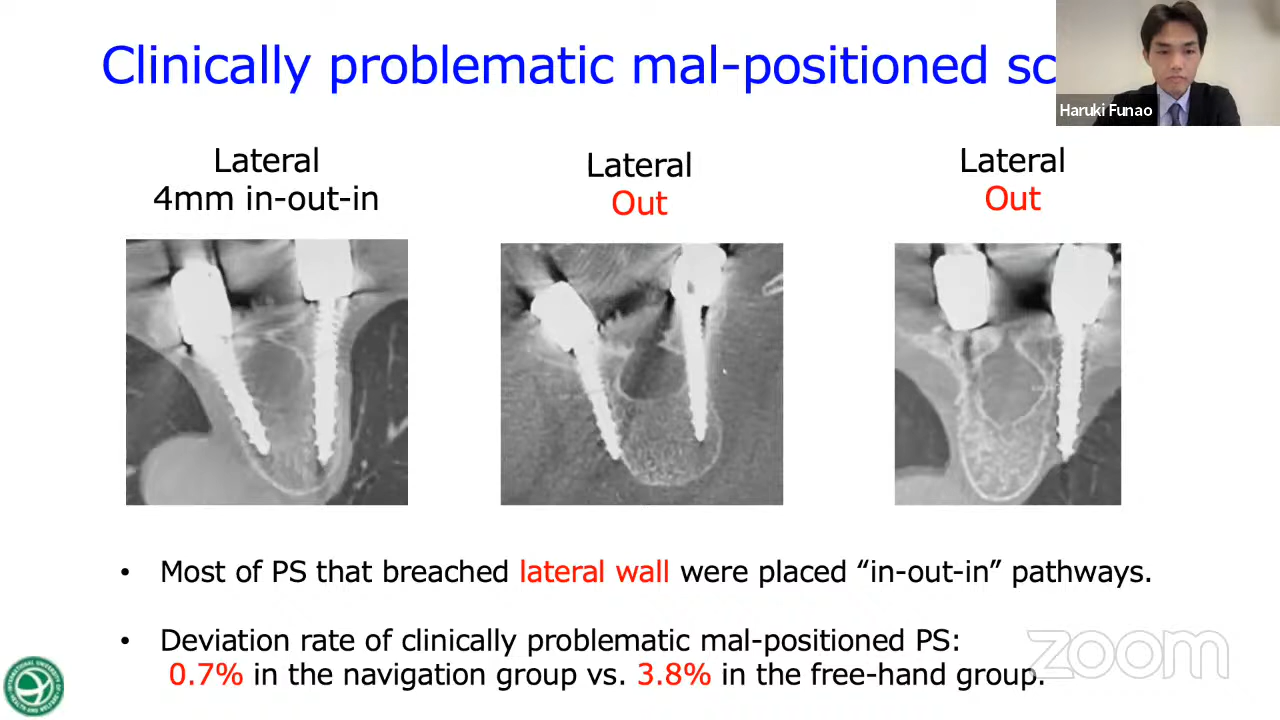 Clinically problematic mal-positioned sc
Haruki Funao
Lateral
4mm in-out-in
Lateral
Out
Lateral
Out
• Most of PS that breached lateral wall were placed “in-out-in” pathways.
• Deviation rate of clinically problematic mal-positioned PS:
0.7% in the navigation group vs. 3.8% in the free-hand group.
zoom